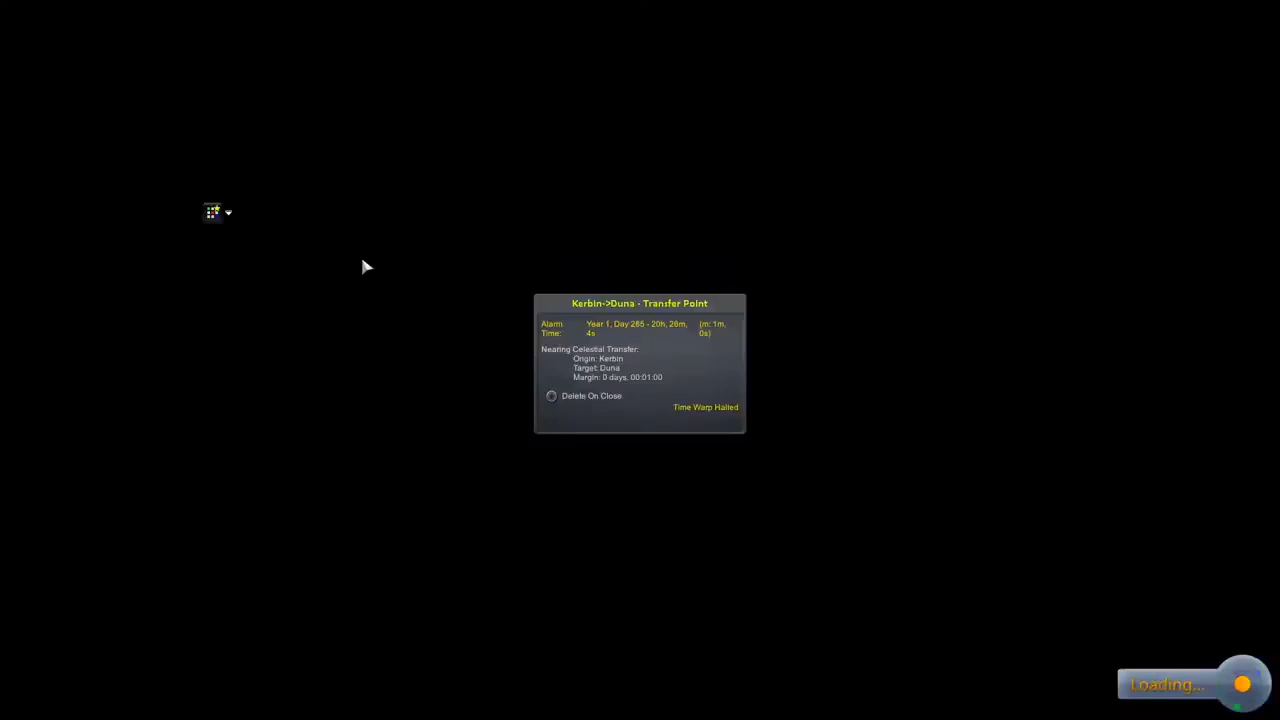 Kerbin->Duna - Transfer Point
Alarm Year 1, Day 285 - 20h, 26m, (m: 1m,
Time: 4s 0s)
Nearing Celestial Transfer:
Origin: Kerbin
Target: Duna
Margin: 0 days, 00:01:00
Delete On Close
Time Warp Halted
Loading...